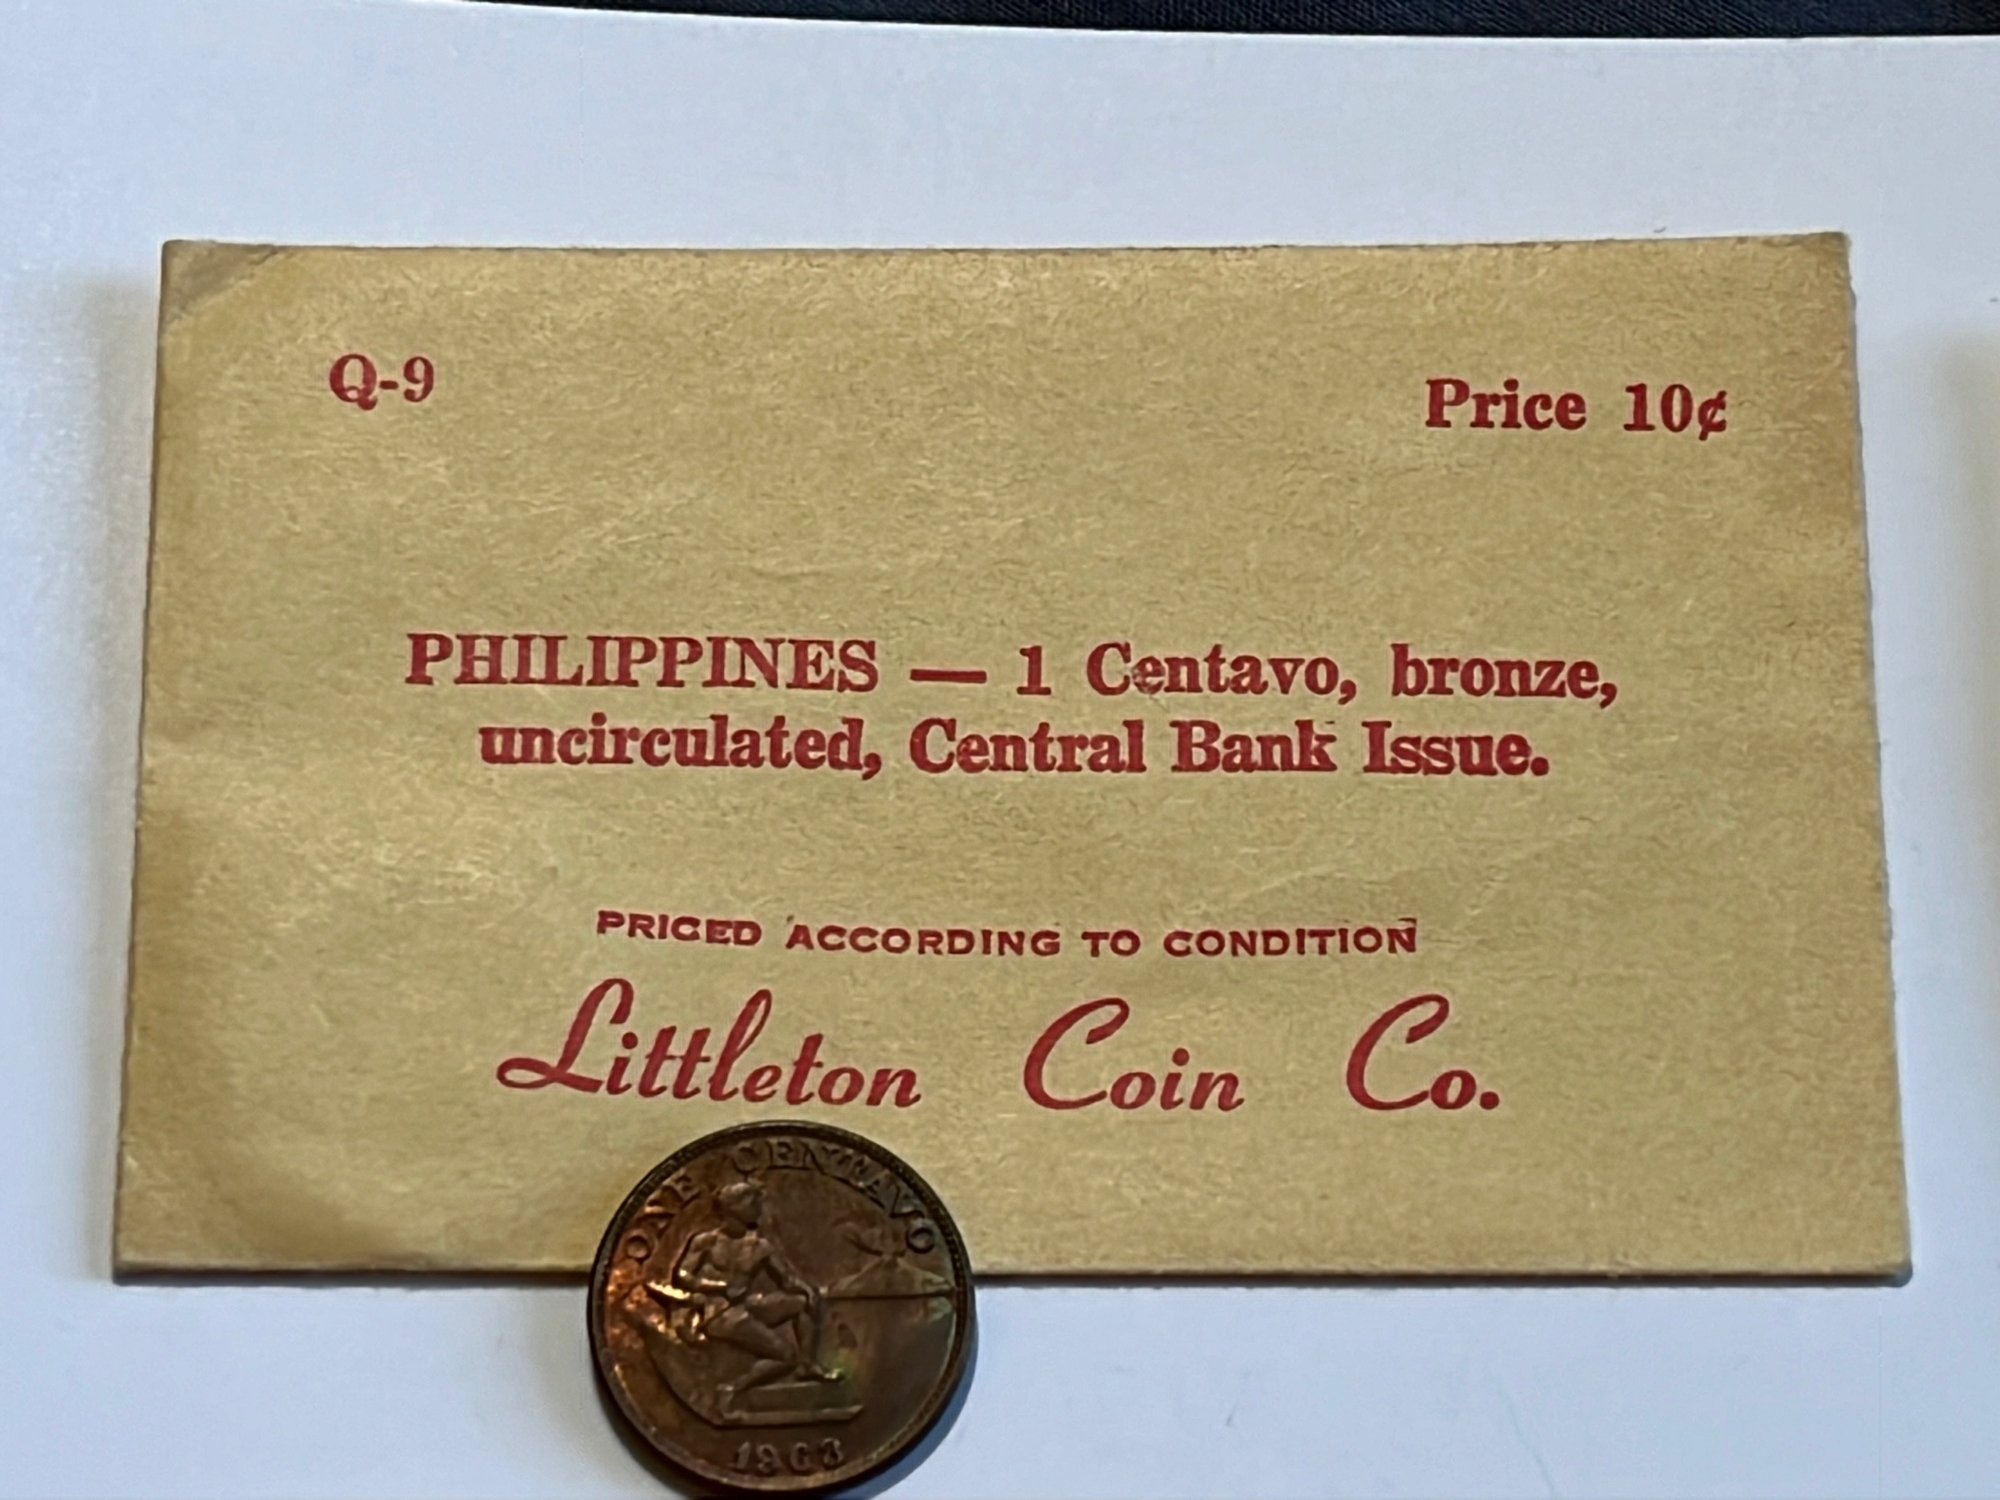 Q-9
Price 10¢
PHILIPPINES — 1 Centavo, bronze,
uncirculated, Central Bank Issue.
PRICED ACCORDING TO CONDITION
Littleton Coin Co.
ONE CENTAVO
1963